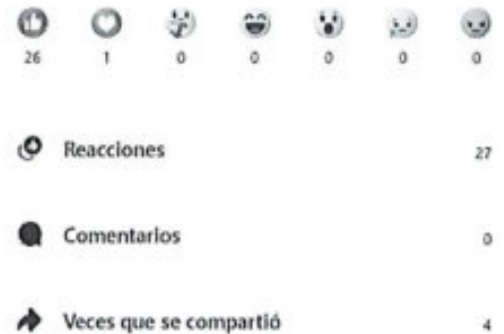 26 1 0 0 0 0 0
Reacciones 27
Comentarios 0
Veces que se compartió 4